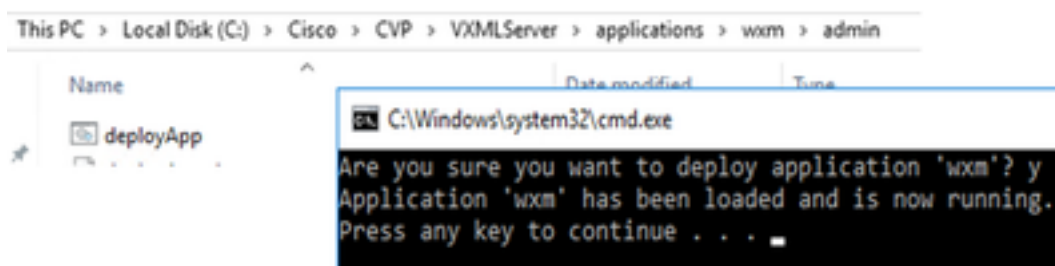 This PC > Local Disk (C:) > Cisco > CVP > VXMLServer > applications > wxm > admin
Name
Date modified
Type
deployApp
C:\Windows\system32\cmd.exe
Are you sure you want to deploy application 'wxm'? y
Application 'wxm' has been loaded and is now running.
Press any key to continue . . .